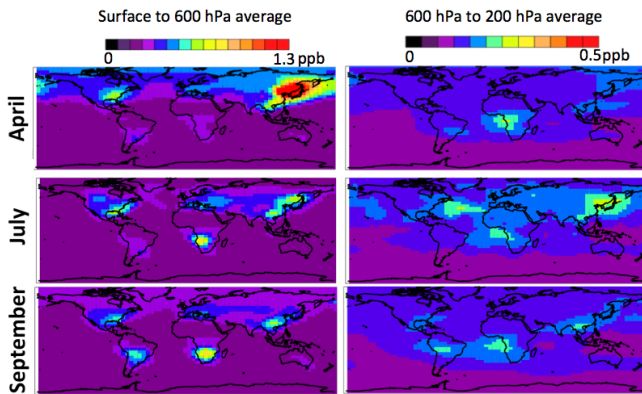 Surface to 600 hPa average
600 hPa to 200 hPa average
0
1.3 ppb
0
0.5ppb
April
July
September